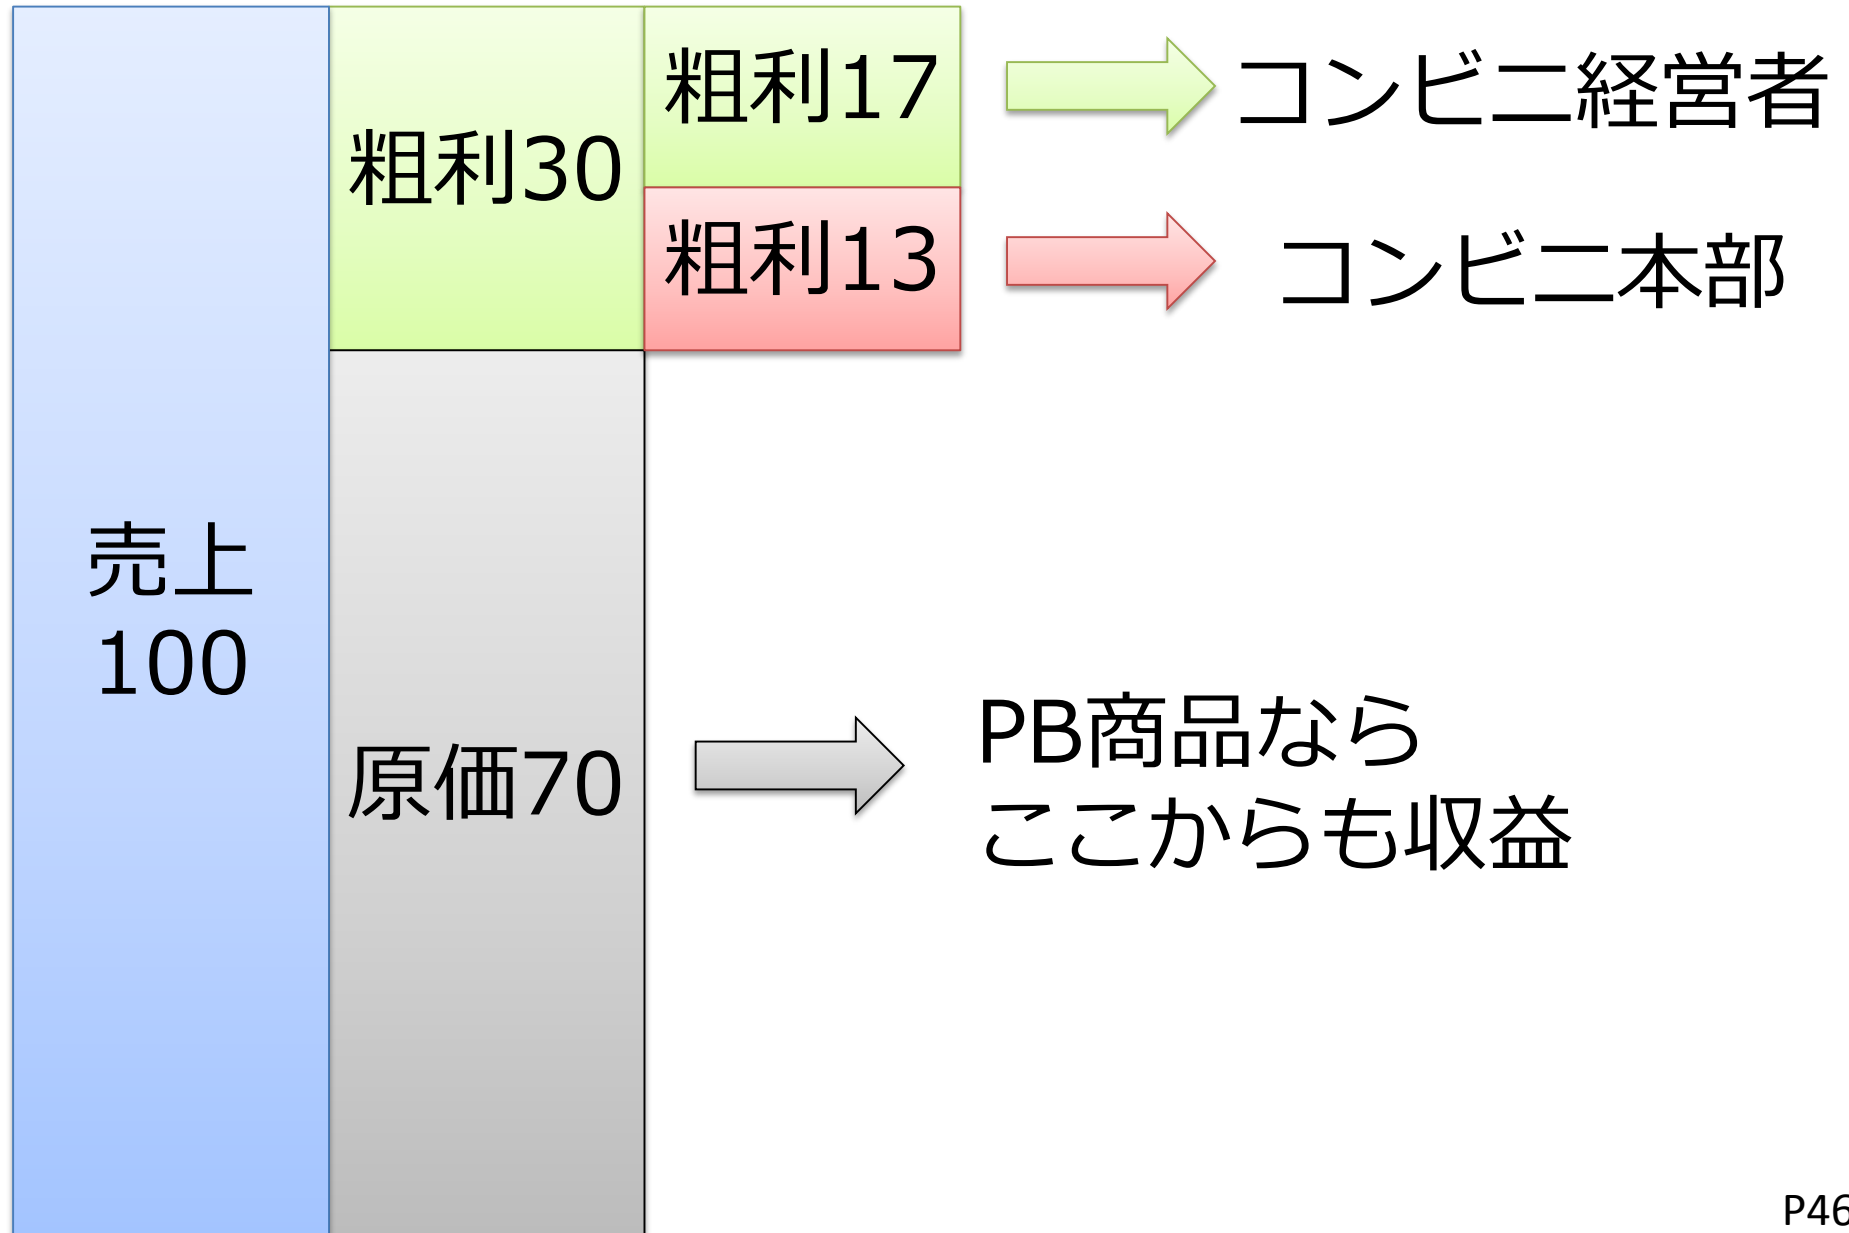 売上
100
粗利30
原価70
粗利17
粗利13
コンビニ経営者
コンビニ本部
PB商品なら
ここからも収益
P46